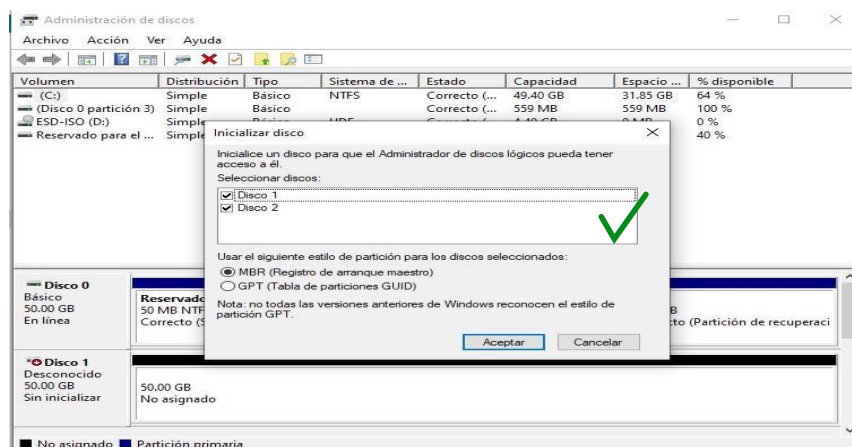 Administración de discos
Archivo Acción Ver Ayuda
Volumen Distribución Tipo Sistema de ... Estado Capacidad Espacio ... % disponible
(C:) Simple Básico NTFS Correcto (... 49.40 GB 31.85 GB 64 %
(Disco 0 partición 3) Simple Básico Correcto (... 559 MB 559 MB 100 %
ESD-ISO (D:) Simple 0 %
Reservado para el ... Simple 40 %
Inicializar disco
Inicialice un disco para que el Administrador de discos lógicos pueda tener
acceso a él.
Seleccionar discos:
Disco 1
Disco 2
Usar el siguiente estilo de partición para los discos seleccionados:
MBR (Registro de arranque maestro)
GPT (Tabla de particiones GUID)
Nota: no todas las versiones anteriores de Windows reconocen el estilo de
partición GPT.
Aceptar Cancelar
Disco 0
Básico
50.00 GB
En línea
Reservado
50 MB NTF
Correcto (S
B
to (Partición de recuperaci
Disco 1
Desconocido
50.00 GB
Sin inicializar
50.00 GB
No asignado
No asignado Partición primaria